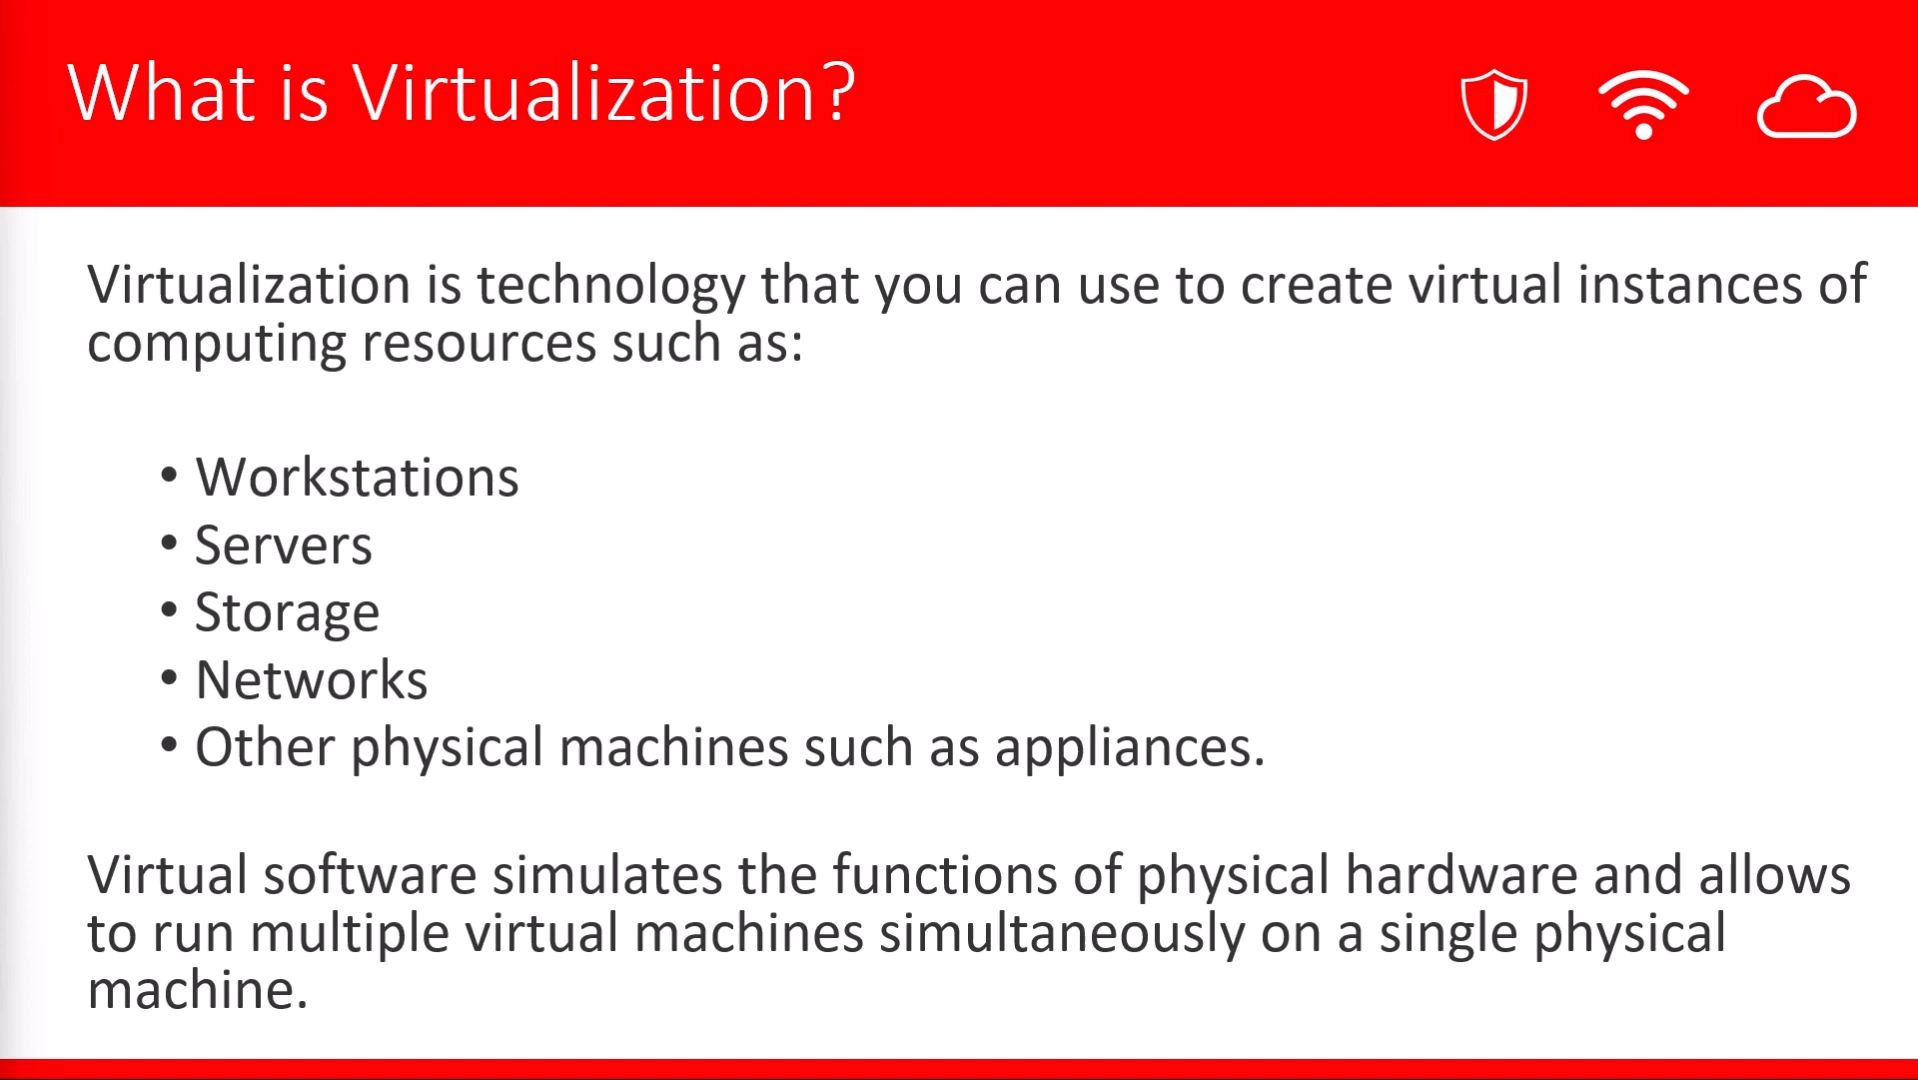 What is Virtualization?
Virtualization is technology that you can use to create virtual instances of
computing resources such as:
• Workstations
• Servers
• Storage
• Networks
• Other physical machines such as appliances.
Virtual software simulates the functions of physical hardware and allows
to run multiple virtual machines simultaneously on a single physical
machine.